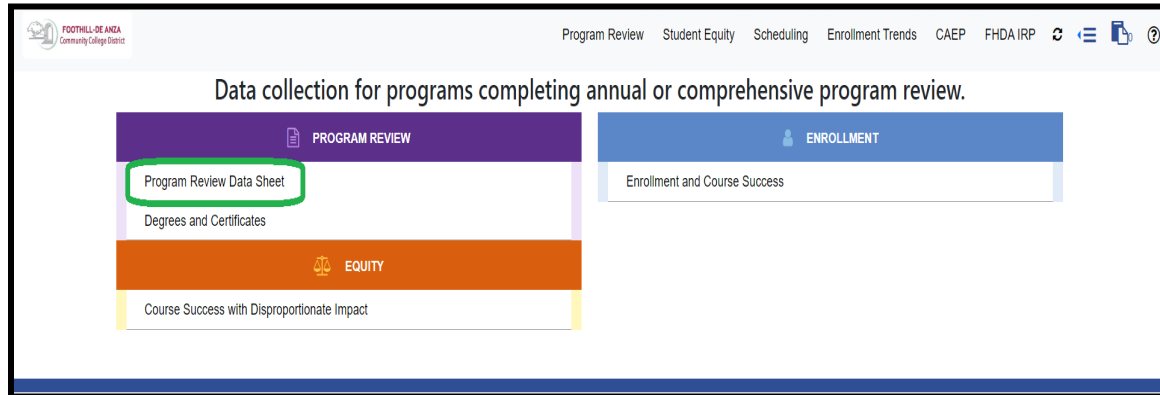 FOOTHILL-DE ANZA
Community College District
Program Review Student Equity Scheduling Enrollment Trends CAEP FHDA IRP 0
Data collection for programs completing annual or comprehensive program review.
PROGRAM REVIEW
Program Review Data Sheet
Degrees and Certificates
EQUITY
Course Success with Disproportionate Impact
ENROLLMENT
Enrollment and Course Success